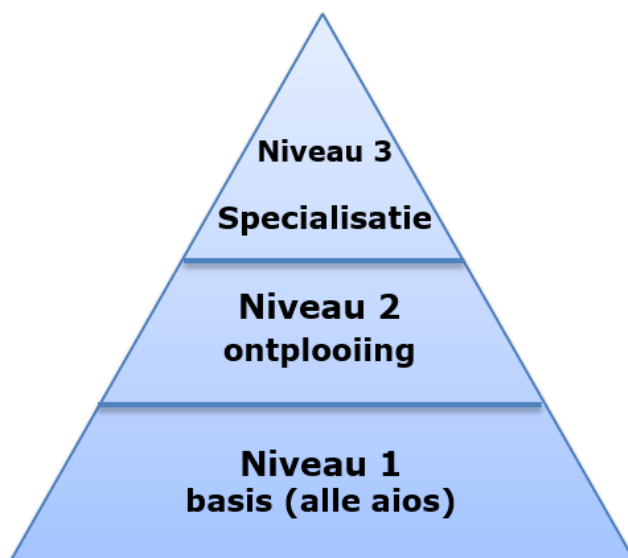 Niveau 3
Specialisatie
Niveau 2
ontplooiing
Niveau 1
basis (alle aios)